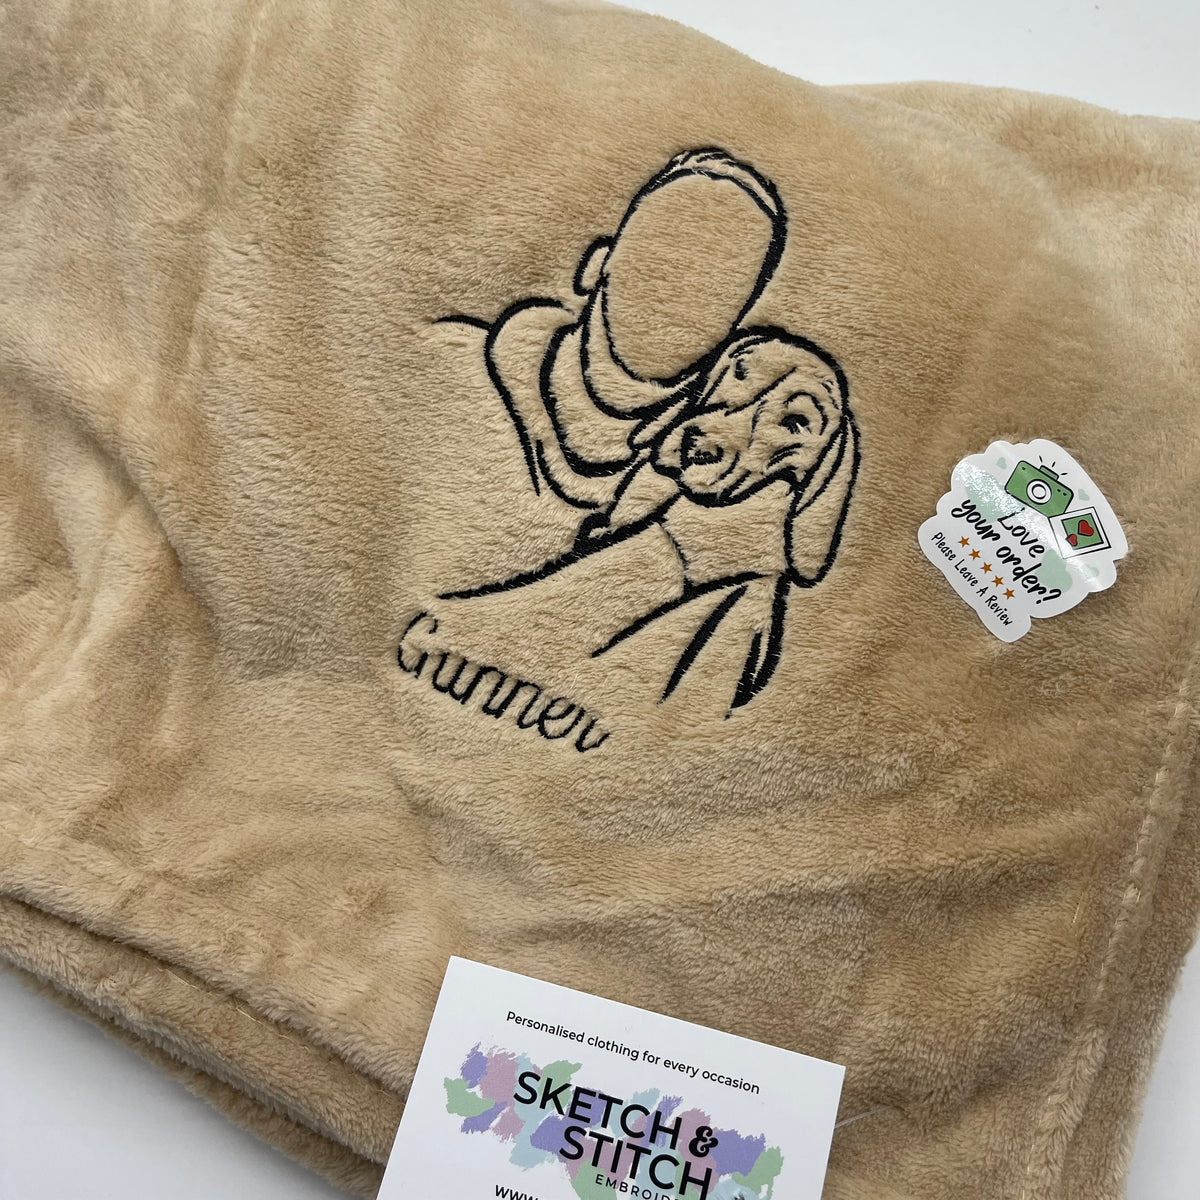 Gunner
Love
your order?
Please Leave A Review
Personalised clothing for every occasion
SKETCH &
STITCH